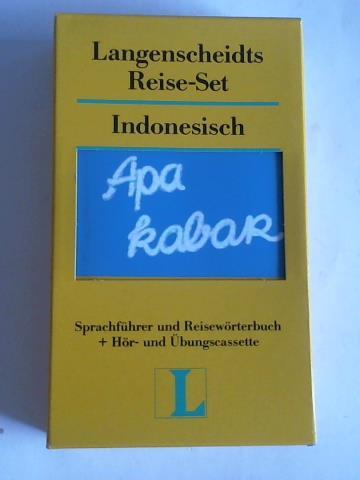 Langenscheidts
Reise-Set
Indonesisch
Apa
kabar
Sprachführer und Reisewörterbuch
+ Hör- und Übungscassette
L